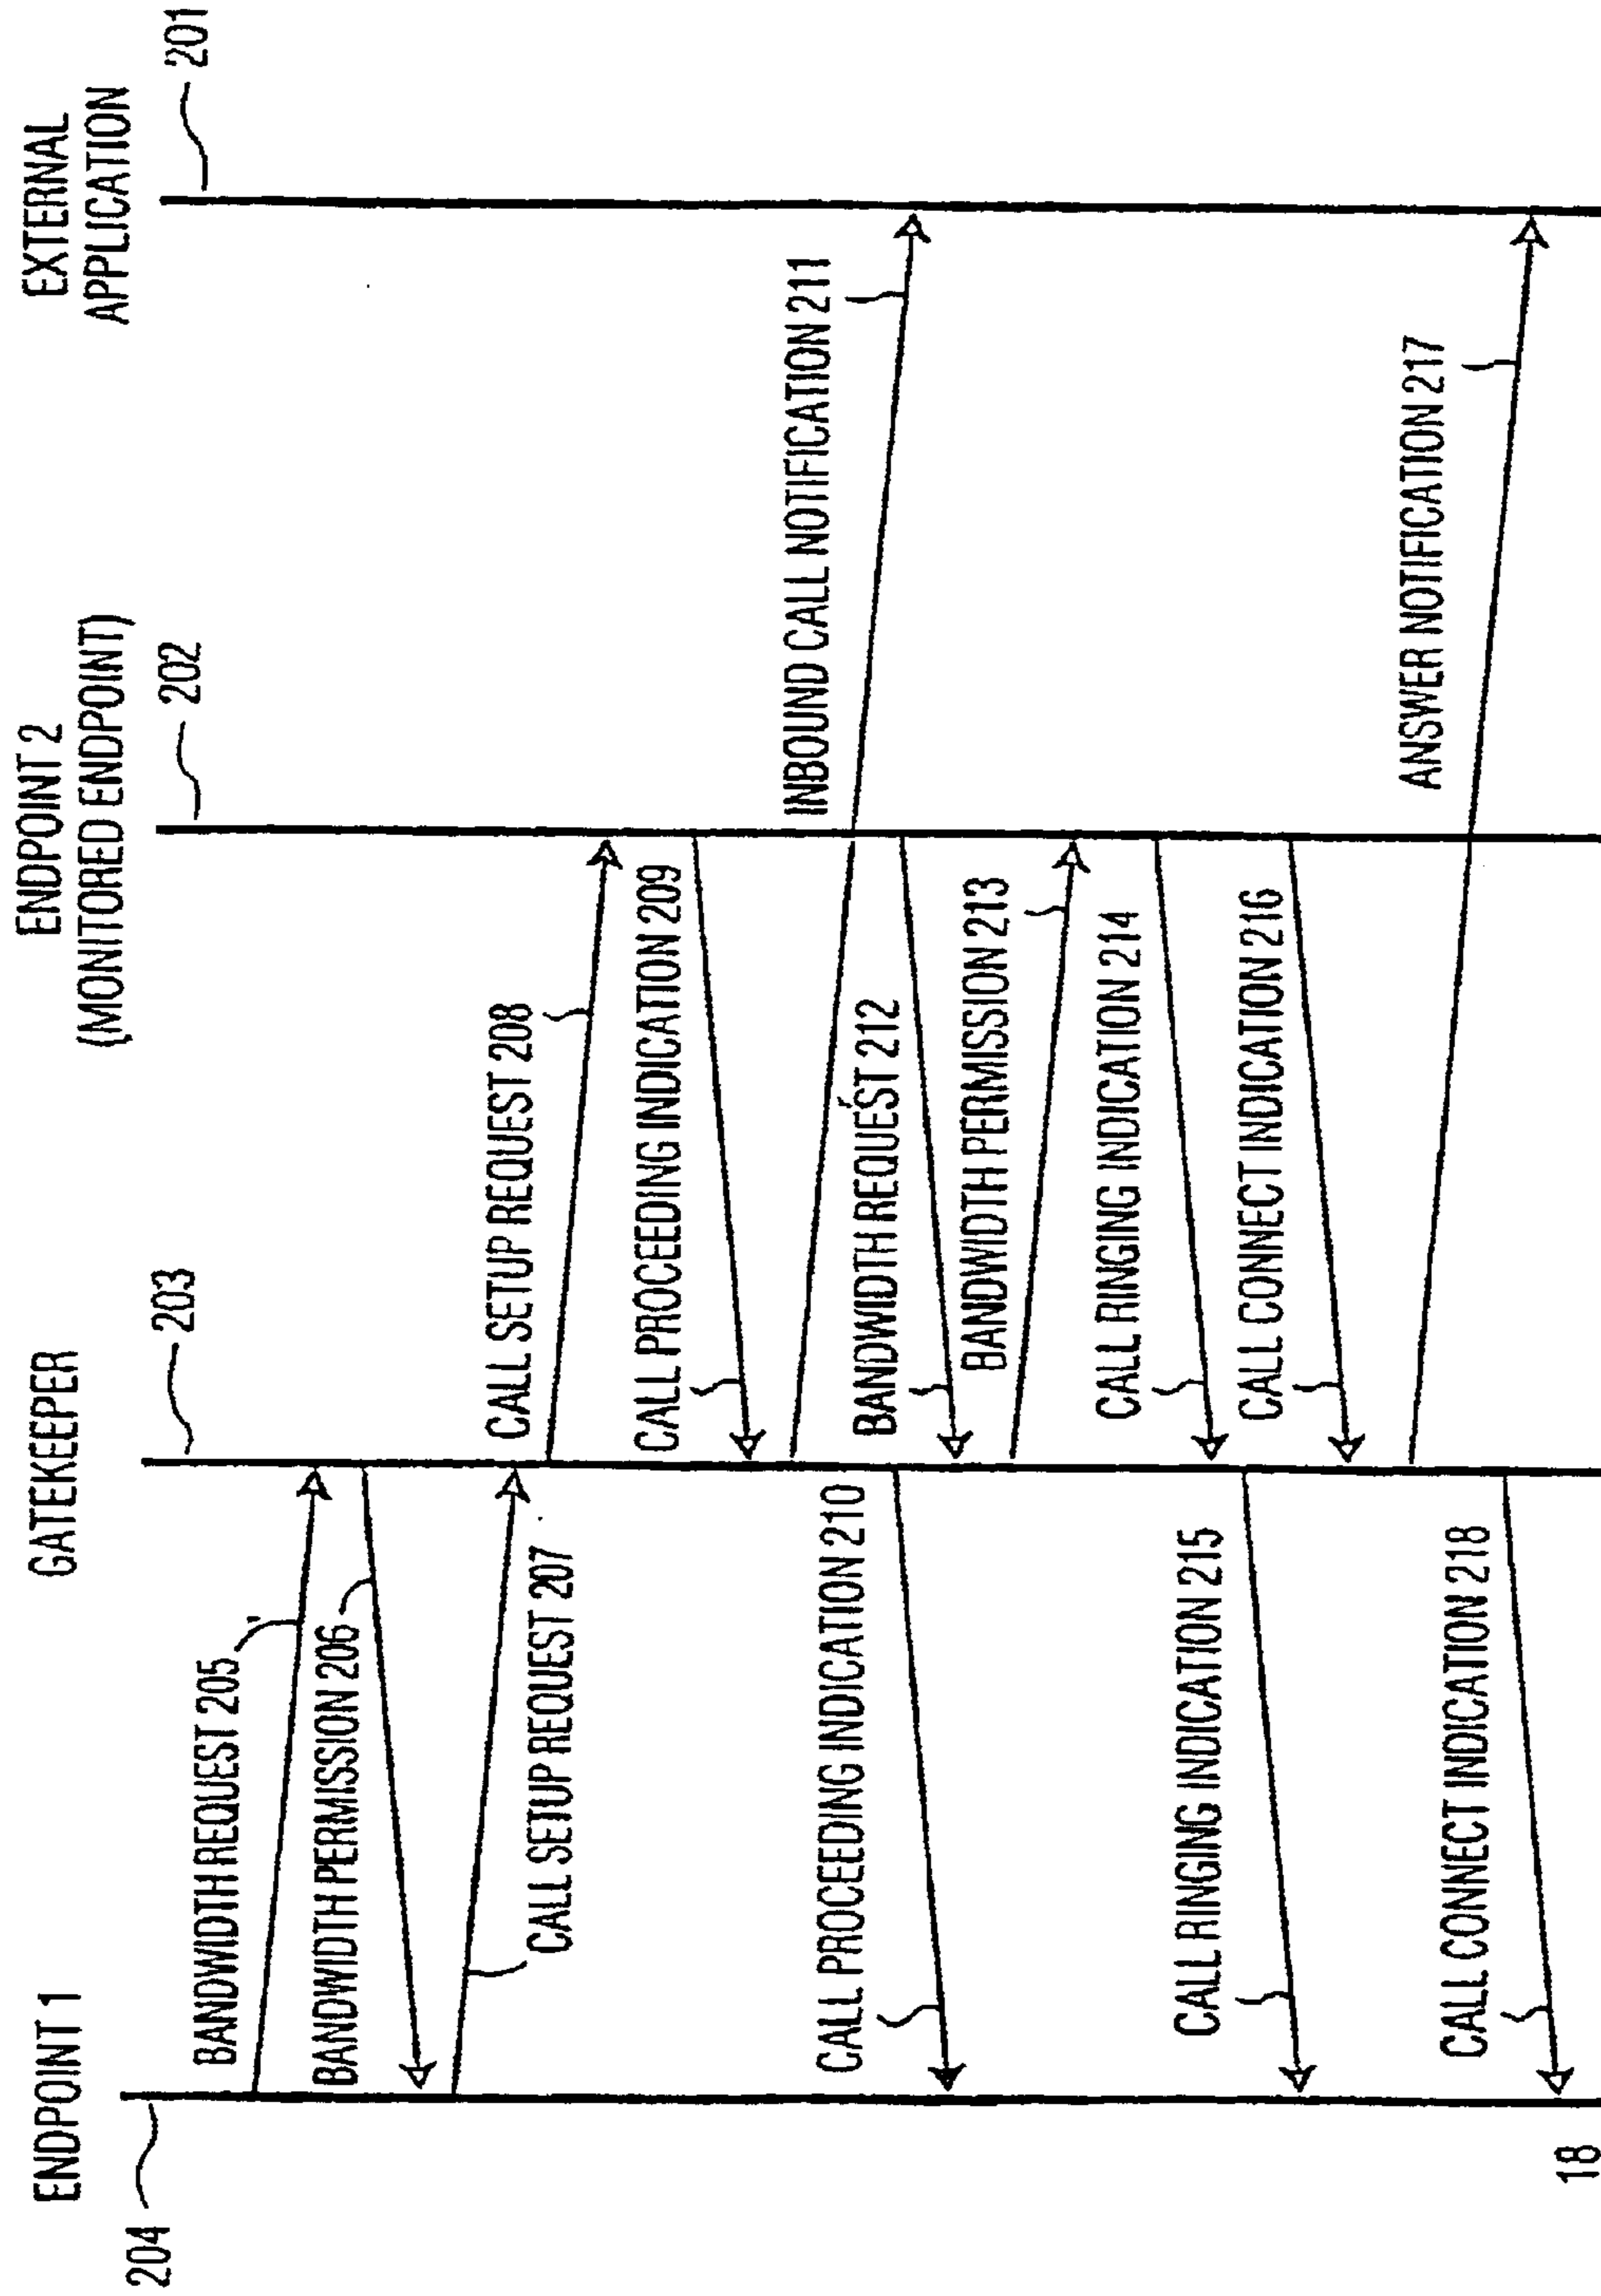 ENDPOINT 1
204
GATEKEEPER
203
ENDPOINT 2
(MONITORED ENDPOINT)
202
EXTERNAL
APPLICATION
201
BANDWIDTH REQUEST 205
BANDWIDTH PERMISSION 206
CALL SETUP REQUEST 207
CALL SETUP REQUEST 208
CALL PROCEEDING INDICATION 209
CALL PROCEEDING INDICATION 210
INBOUND CALL NOTIFICATION 211
BANDWIDTH REQUEST 212
BANDWIDTH PERMISSION 213
CALL RINGING INDICATION 214
CALL RINGING INDICATION 215
CALL CONNECT INDICATION 216
ANSWER NOTIFICATION 217
CALL CONNECT INDICATION 218
18